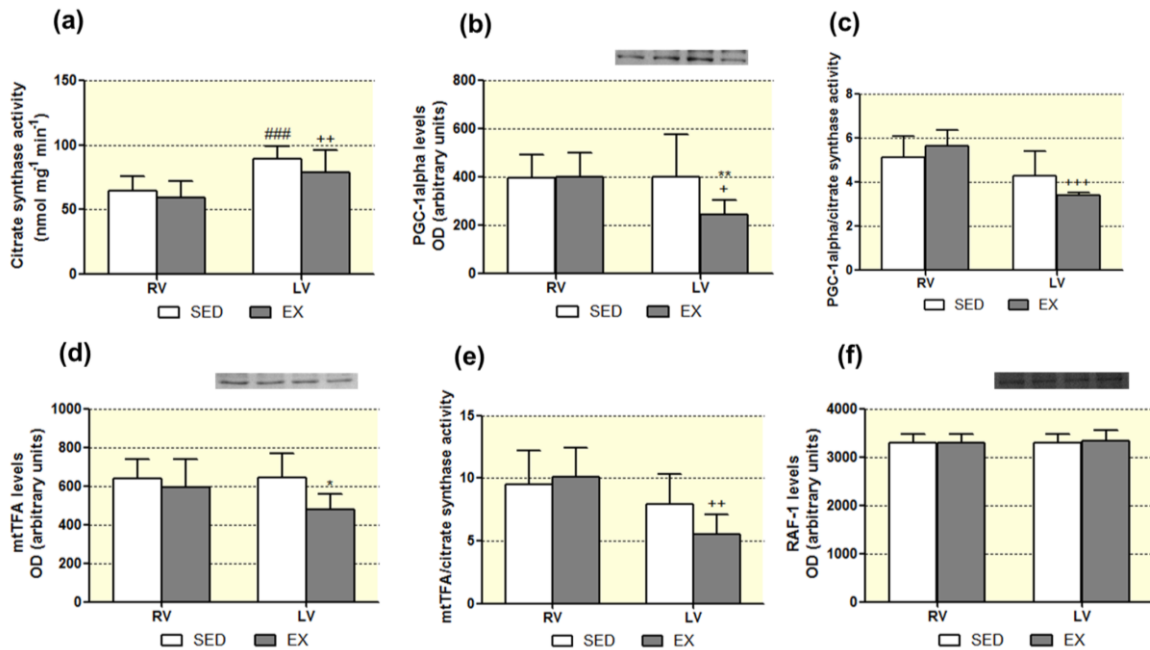 (a)
Citrate synthase activity
(nmol mg⁻¹ min⁻¹)
150
100
50
0
###
++
RV
LV
SED
EX
(b)
PGC-1alpha levels
OD (arbitrary units)
800
600
400
200
0
**
+
RV
LV
SED
EX
(c)
PGC-1alpha/citrate synthase activity
8
6
4
2
0
+++
RV
LV
SED
EX
(d)
mtTFA levels
OD (arbitrary units)
1000
800
600
400
200
0
*
RV
LV
SED
EX
(e)
mtTFA/citrate synthase activity
15
10
5
0
++
RV
LV
SED
EX
(f)
RAF-1 levels
OD (arbitrary units)
4000
3000
2000
1000
0
RV
LV
SED
EX